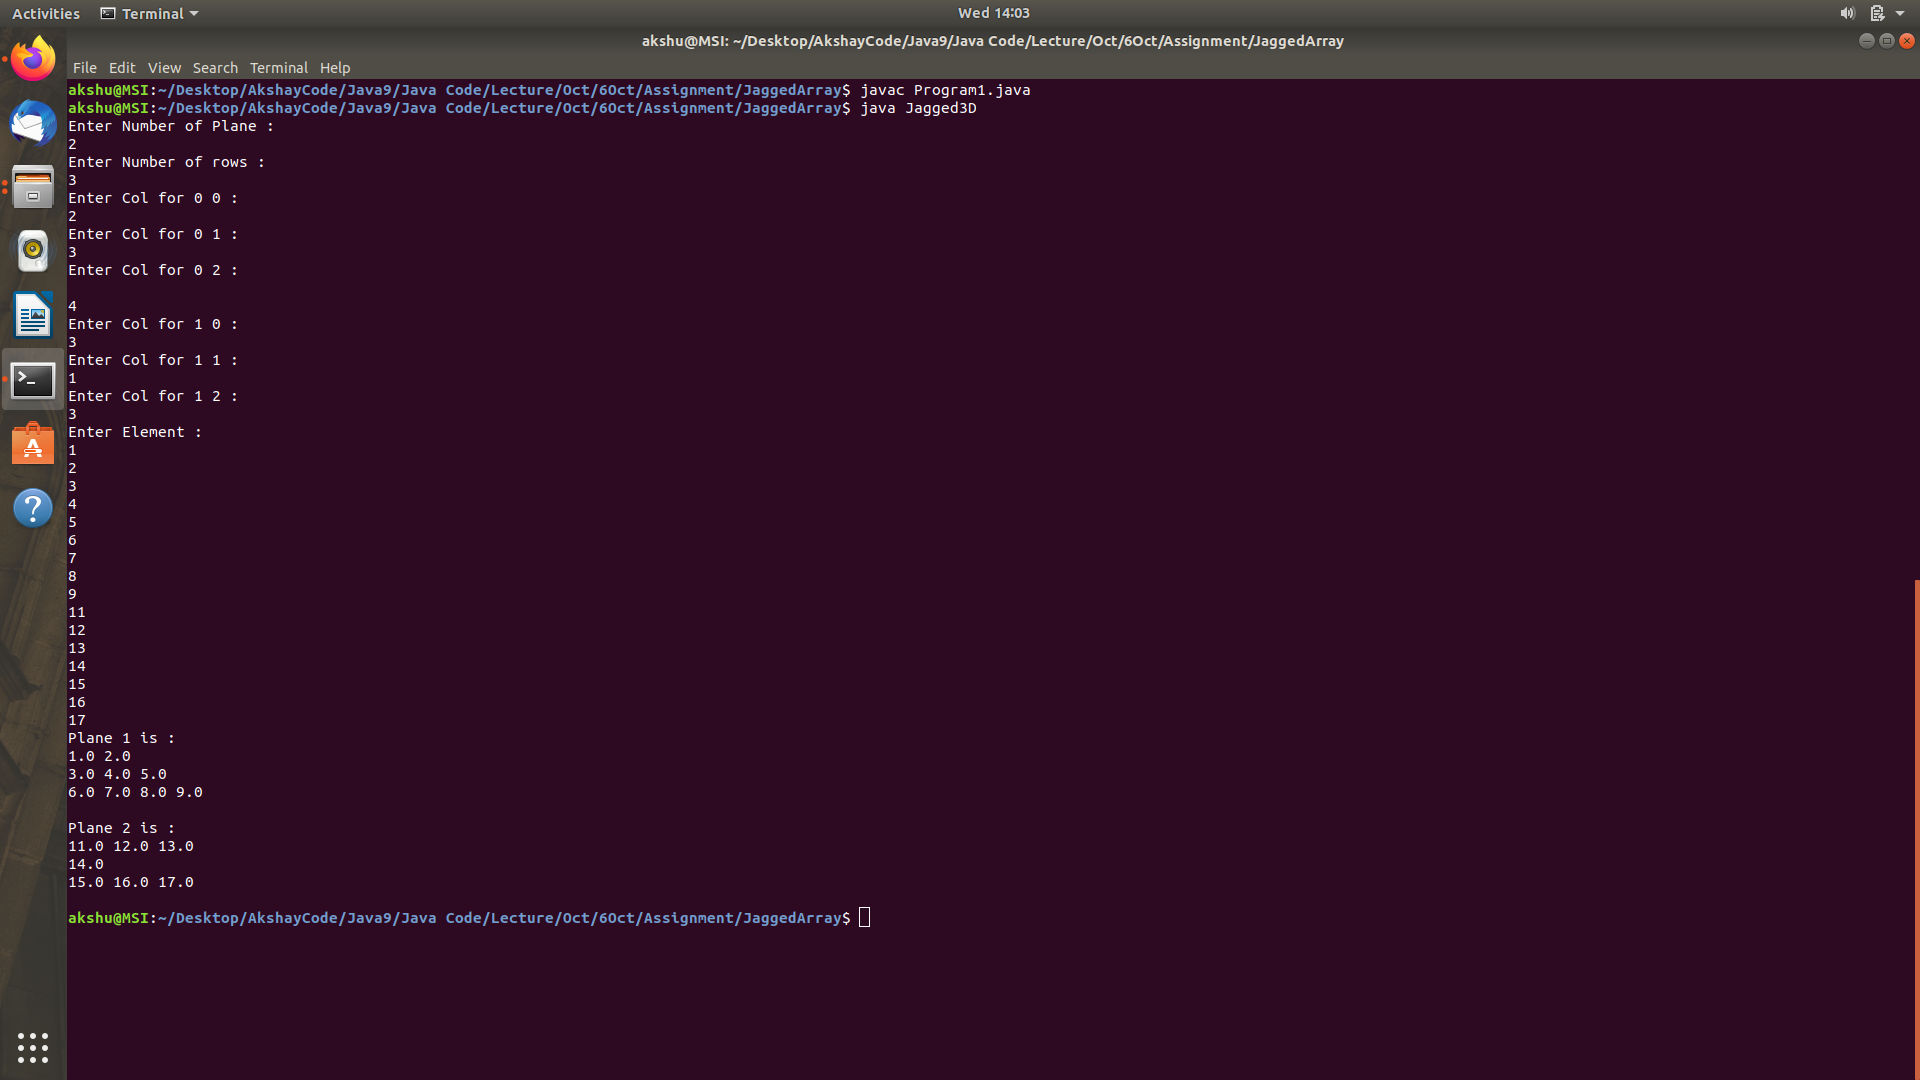 Activities Terminal Wed 14:03
akshu@MSI: ~/Desktop/AkshayCode/Java9/Java Code/Lecture/Oct/6Oct/Assignment/JaggedArray
File Edit View Search Terminal Help
akshu@MSI:~/Desktop/AkshayCode/Java9/Java Code/Lecture/Oct/6Oct/Assignment/JaggedArray$ javac Program1.java
akshu@MSI:~/Desktop/AkshayCode/Java9/Java Code/Lecture/Oct/6Oct/Assignment/JaggedArray$ java Jagged3D
Enter Number of Plane :
2
Enter Number of rows :
3
Enter Col for 0 0 :
2
Enter Col for 0 1 :
3
Enter Col for 0 2 :

4
Enter Col for 1 0 :
3
Enter Col for 1 1 :
1
Enter Col for 1 2 :
3
Enter Element :
1
2
3
4
5
6
7
8
9
11
12
13
14
15
16
17
Plane 1 is :
1.0 2.0
3.0 4.0 5.0
6.0 7.0 8.0 9.0

Plane 2 is :
11.0 12.0 13.0
14.0
15.0 16.0 17.0

akshu@MSI:~/Desktop/AkshayCode/Java9/Java Code/Lecture/Oct/6Oct/Assignment/JaggedArray$